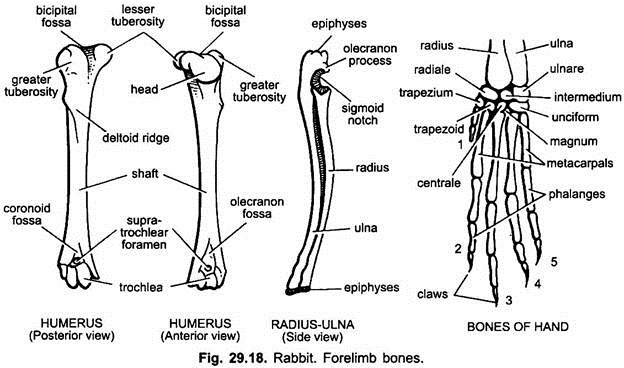 bicipital
fossa
lesser
tuberosity
bicipital
fossa
greater
tuberosity
head
greater
tuberosity
deltoid ridge
shaft
coronoid
fossa
supra-
trochlear
foramen
olecranon
fossa
trochlea
HUMERUS
(Posterior view)
HUMERUS
(Anterior view)
epiphyses
olecranon
process
sigmoid
notch
radius
ulna
epiphyses
RADIUS-ULNA
(Side view)
radius
ulna
radiale
ulnare
trapezium
intermedium
trapezoid
unciform
1
magnum
centrale
metacarpals
phalanges
2
5
4
claws
3
BONES OF HAND
Fig. 29.18. Rabbit. Forelimb bones.